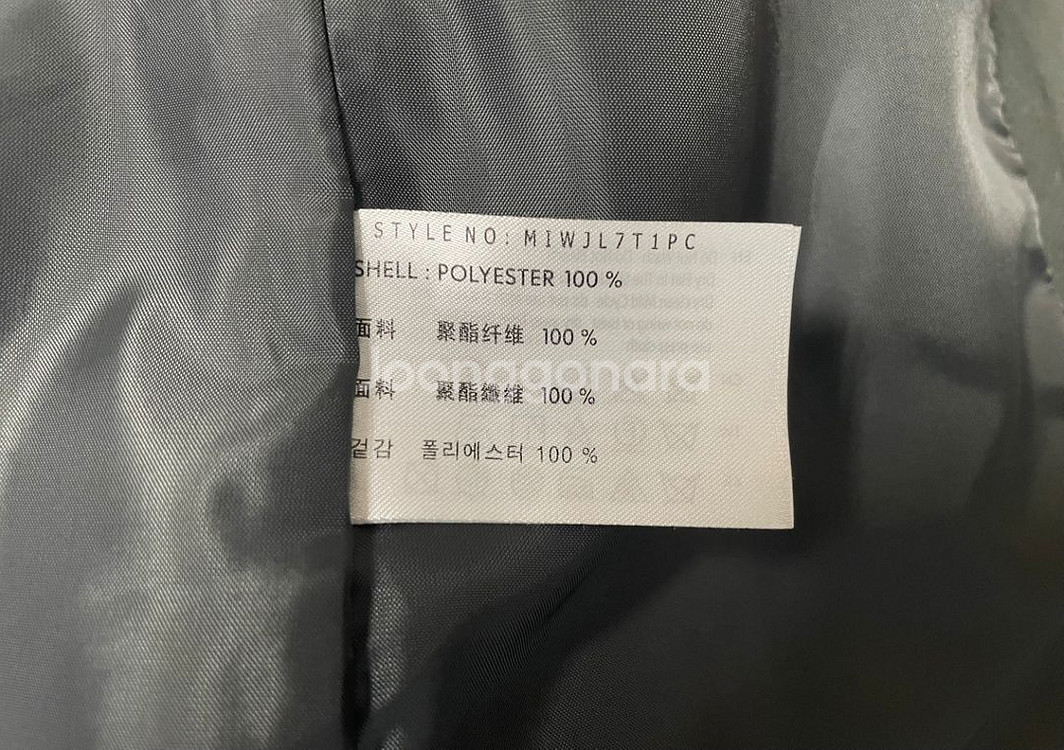 STYLE NO: MIWJL7T1PC
SHELL : POLYESTER 100 %
面料 聚酯纤维 100 %
joonggonara
面料 聚酯纖維 100 %
겉감 폴리에스터 100 %